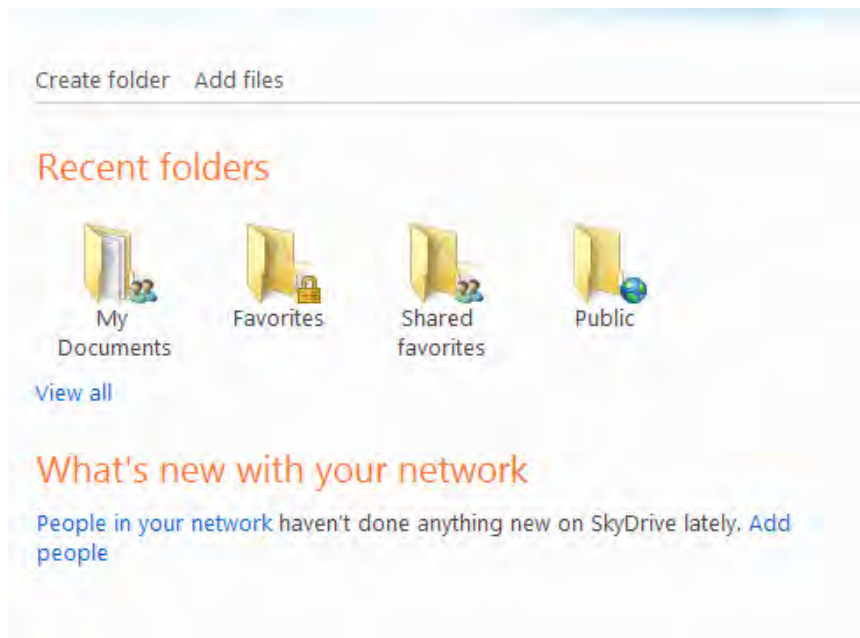 Create folder Add files
Recent folders
My Documents Favorites Shared favorites Public
View all
What's new with your network
People in your network haven't done anything new on SkyDrive lately. Add
people